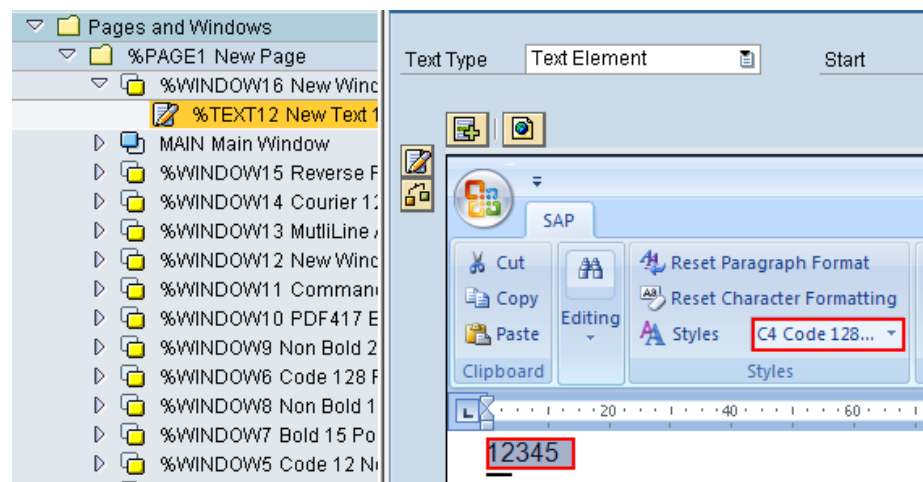 Pages and Windows
%PAGE1 New Page
%WINDOW16 New Winc
%TEXT12 New Text 1
MAIN Main Window
%WINDOW15 Reverse F
%WINDOW14 Courier 12
%WINDOW13 MutliLine
%WINDOW12 New Winc
%WINDOW11 Comman
%WINDOW10 PDF417 E
%WINDOW9 Non Bold 2
%WINDOW6 Code 128 F
%WINDOW8 Non Bold 1
%WINDOW7 Bold 15 Po
%WINDOW5 Code 12 N
Text Type Text Element Start
SAP
Cut
Copy
Paste
Clipboard
Editing
Reset Paragraph Format
Reset Character Formatting
Styles C4 Code 128...
Styles
20 40 60
12345